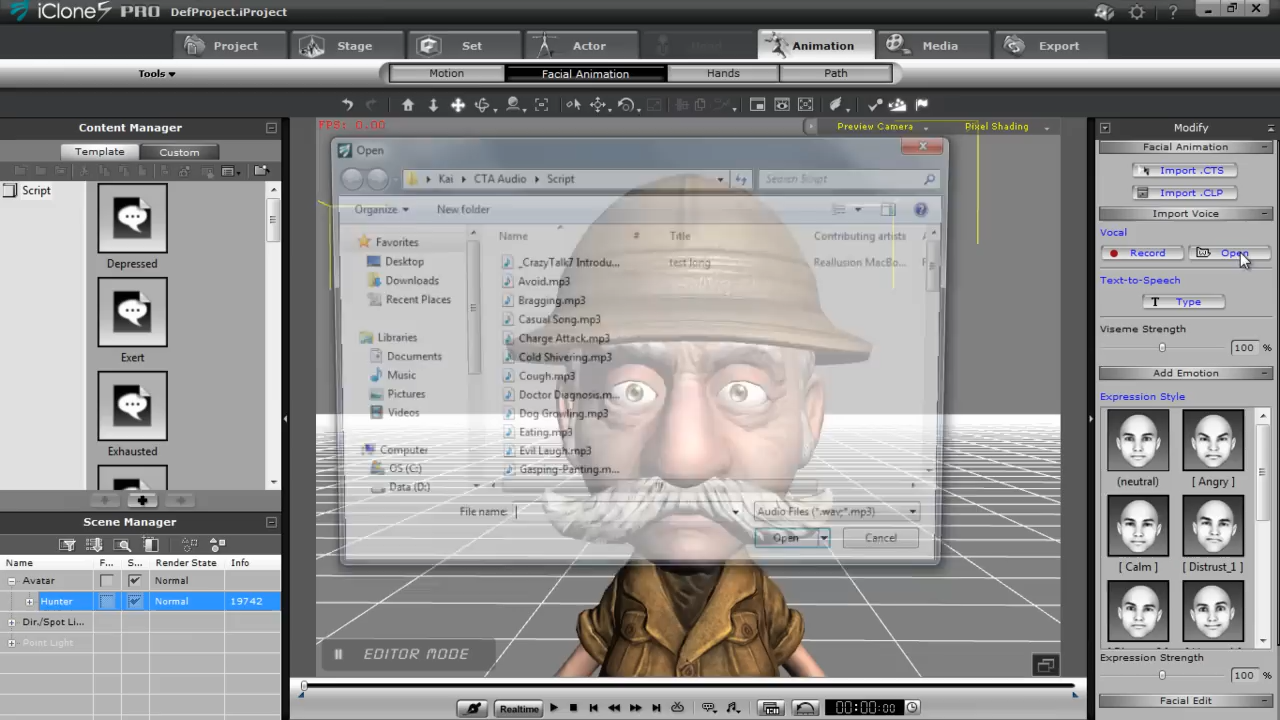 iClone5 PRO DefProject.iProject
Project Stage Set Actor Animation Media Export
Tools Motion Facial Animation Hands Path
Content Manager
Template Custom
Script
Depressed
Exert
Exhausted
Scene Manager
Name F... S... Render State Info
Avatar Normal
Hunter Normal 19742
Dir./Spot Li...
Point Light
FPS: 0.00
Preview Camera Pixel Shading
Open
Kai CTA Audio Script Search Script
Organize New folder
Favorites
Desktop
Downloads
Recent Places
Libraries
Documents
Music
Pictures
Videos
Computer
OS (C:)
Data (D:)
Name # Title Contributing artists
_CrazyTalk7 Introdu... test long Reallusion MacBo...
Avoid.mp3
Bragging.mp3
Casual Song.mp3
Charge Attack.mp3
Cold Shivering.mp3
Cough.mp3
Doctor Diagnosis.m...
Dog Growling.mp3
Eating.mp3
Evil Laugh.mp3
Gasping-Panting.m...
File name: Audio Files (*.wav;*.mp3)
Open Cancel
EDITOR MODE
Realtime 00:00:00
Modify
Facial Animation
Import .CTS
Import .CLP
Import Voice
Vocal
Record Open
Text-to-Speech
T Type
Viseme Strength
100 %
Add Emotion
Expression Style
(neutral) [ Angry ]
[ Calm ] [ Distrust_1 ]
Expression Strength
100 %
Facial Edit